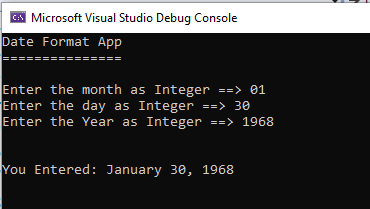 Microsoft Visual Studio Debug Console
Date Format App
===============
Enter the month as Integer ==> 01
Enter the day as Integer ==> 30
Enter the Year as Integer ==> 1968
You Entered: January 30, 1968